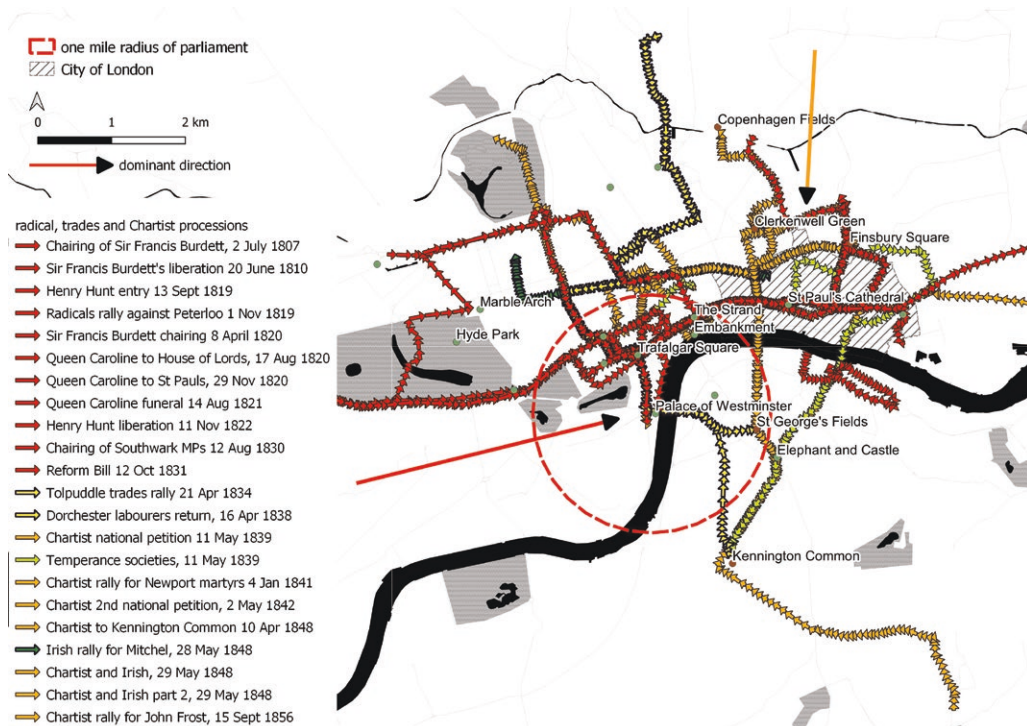 one mile radius of parliament
City of London
0 1 2 km
dominant direction
radical, trades and Chartist processions
Chairing of Sir Francis Burdett, 2 July 1807
Sir Francis Burdett's liberation 20 June 1810
Henry Hunt entry 13 Sept 1819
Radicals rally against Peterloo 1 Nov 1819
Sir Francis Burdett chairing 8 April 1820
Queen Caroline to House of Lords, 17 Aug 1820
Queen Caroline to St Pauls, 29 Nov 1820
Queen Caroline funeral 14 Aug 1821
Henry Hunt liberation 11 Nov 1822
Chairing of Southwark MPs 12 Aug 1830
Reform Bill 12 Oct 1831
Tolpuddle trades rally 21 Apr 1834
Dorchester labourers return, 16 Apr 1838
Chartist national petition 11 May 1839
Temperance societies, 11 May 1839
Chartist rally for Newport martyrs 4 Jan 1841
Chartist 2nd national petition, 2 May 1842
Chartist to Kennington Common 10 Apr 1848
Irish rally for Mitchel, 28 May 1848
Chartist and Irish, 29 May 1848
Chartist and Irish part 2, 29 May 1848
Chartist rally for John Frost, 15 Sept 1856
Copenhagen Fields
Clerkenwell Green
Finsbury Square
Marble Arch
St Paul's Cathedral
The Strand
Embankment
Hyde Park
Trafalgar Square
Palace of Westminster
St George's Fields
Elephant and Castle
Kennington Common